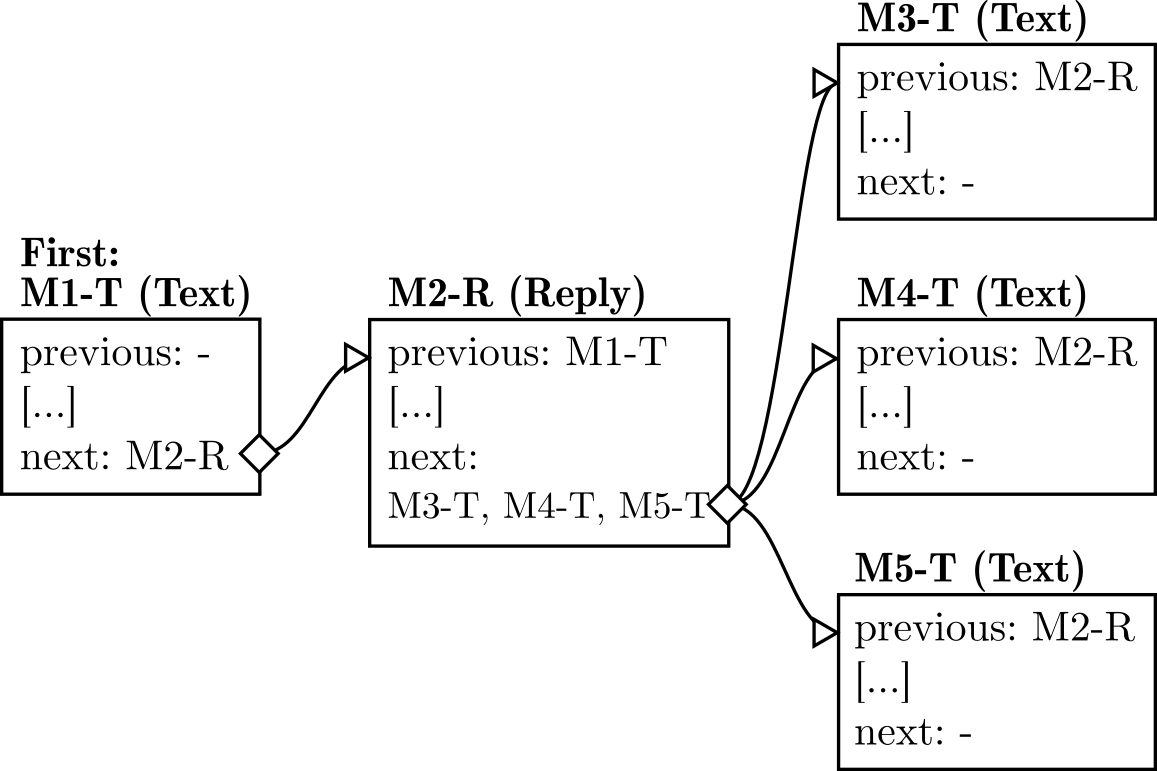 First:
M1-T (Text)
previous: -
[...]
next: M2-R
M2-R (Reply)
previous: M1-T
[...]
next:
M3-T, M4-T, M5-T
M3-T (Text)
previous: M2-R
[...]
next: -
M4-T (Text)
previous: M2-R
[...]
next: -
M5-T (Text)
previous: M2-R
[...]
next: -